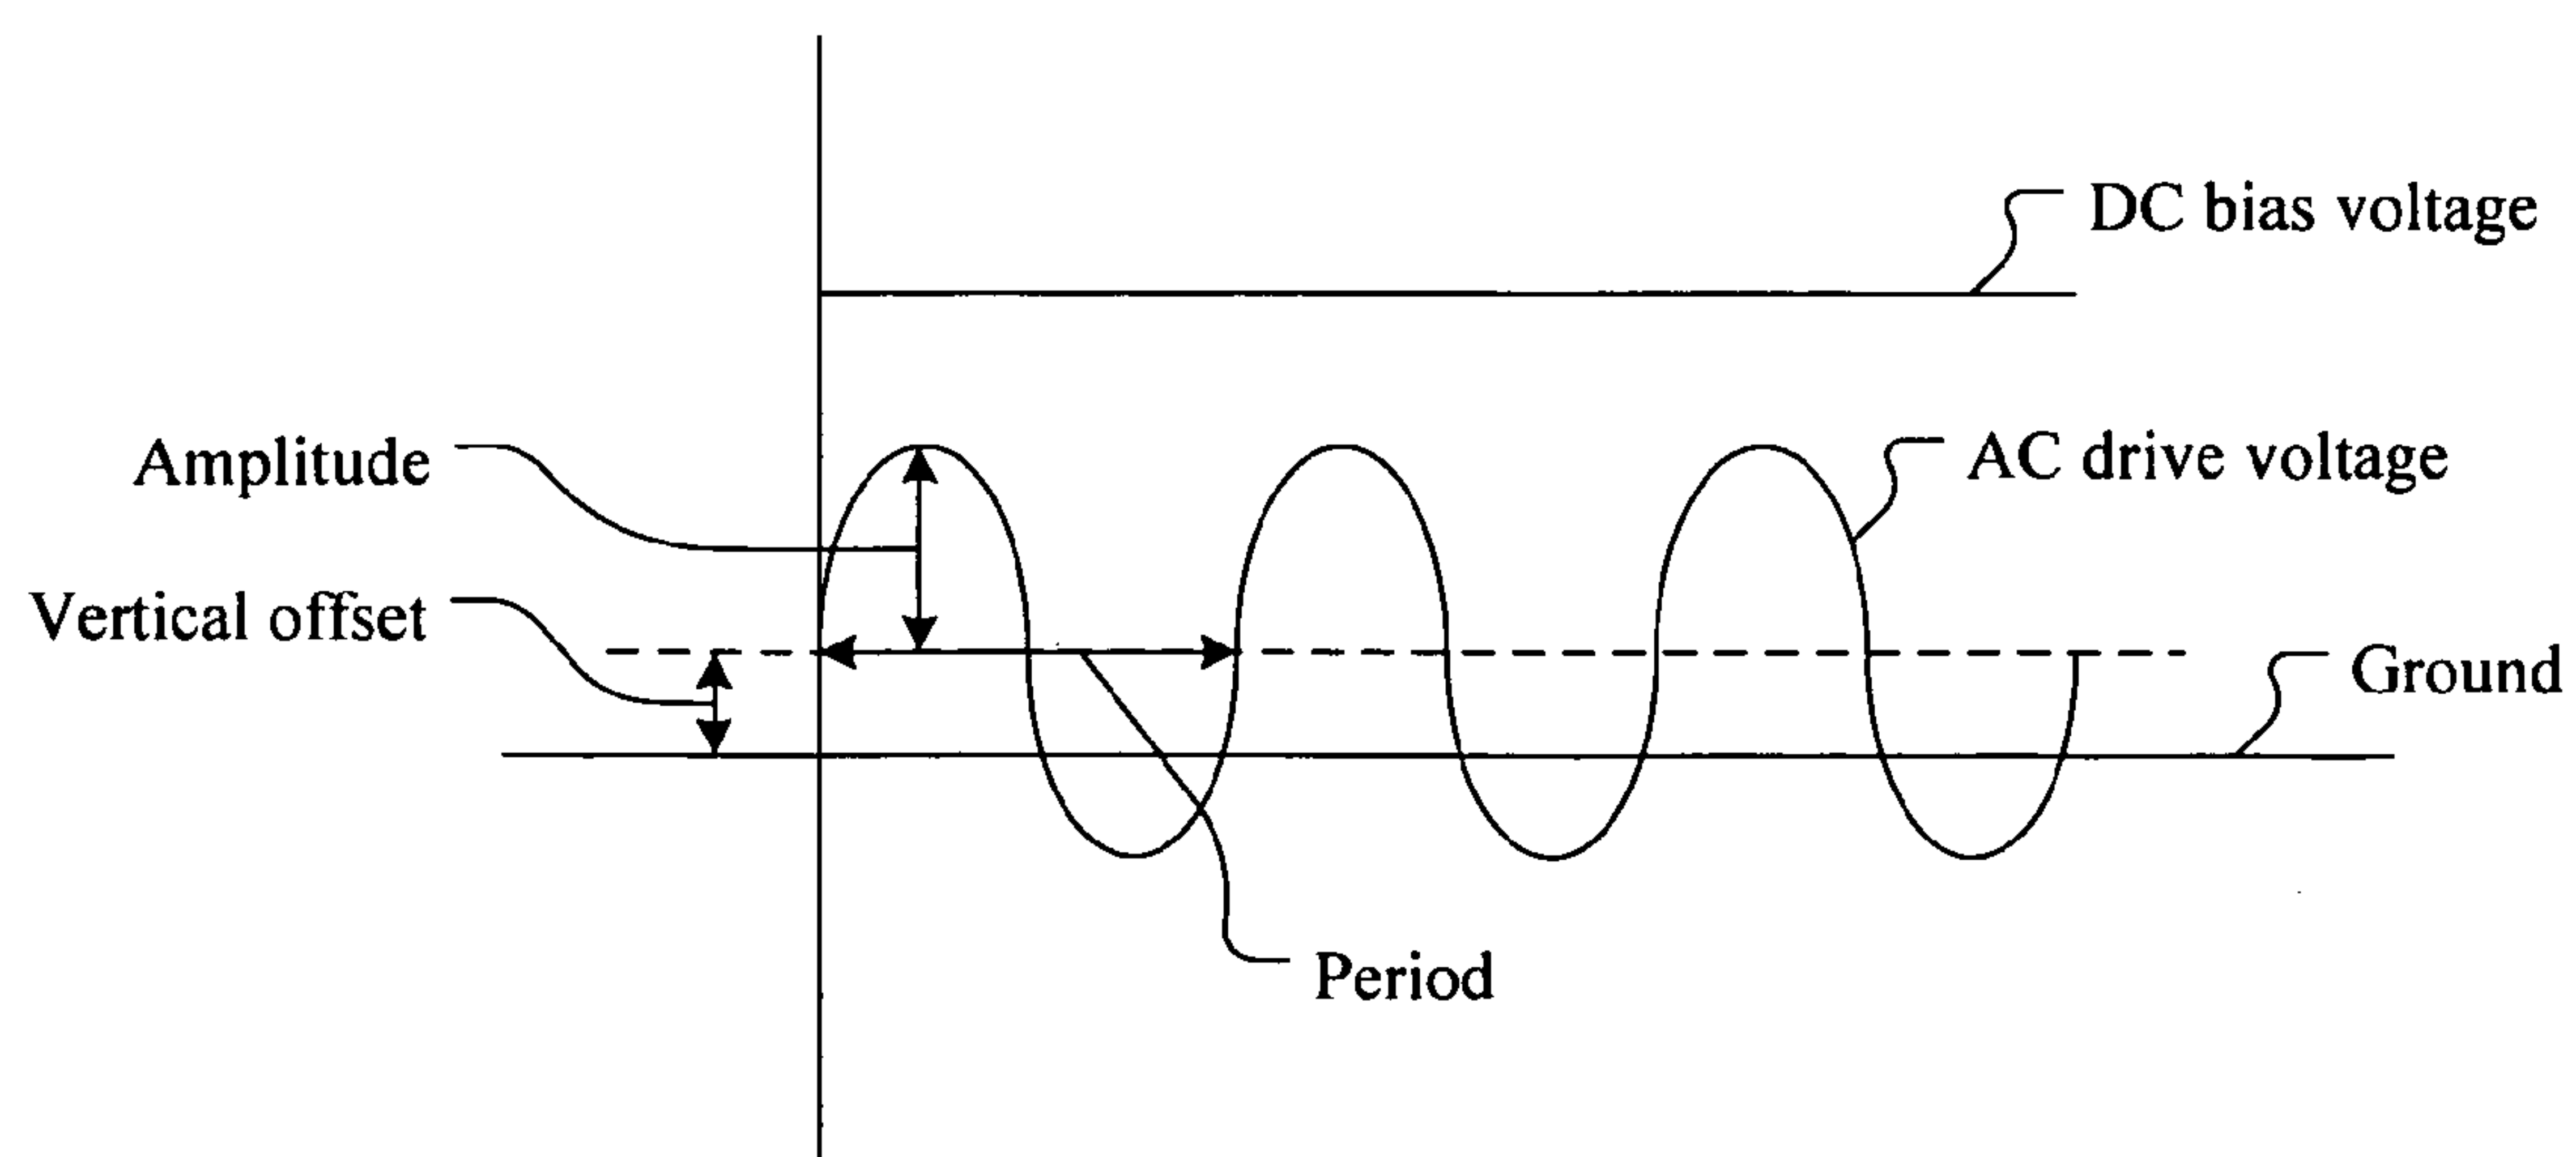 DC bias voltage
Amplitude
AC drive voltage
Vertical offset
Ground
Period